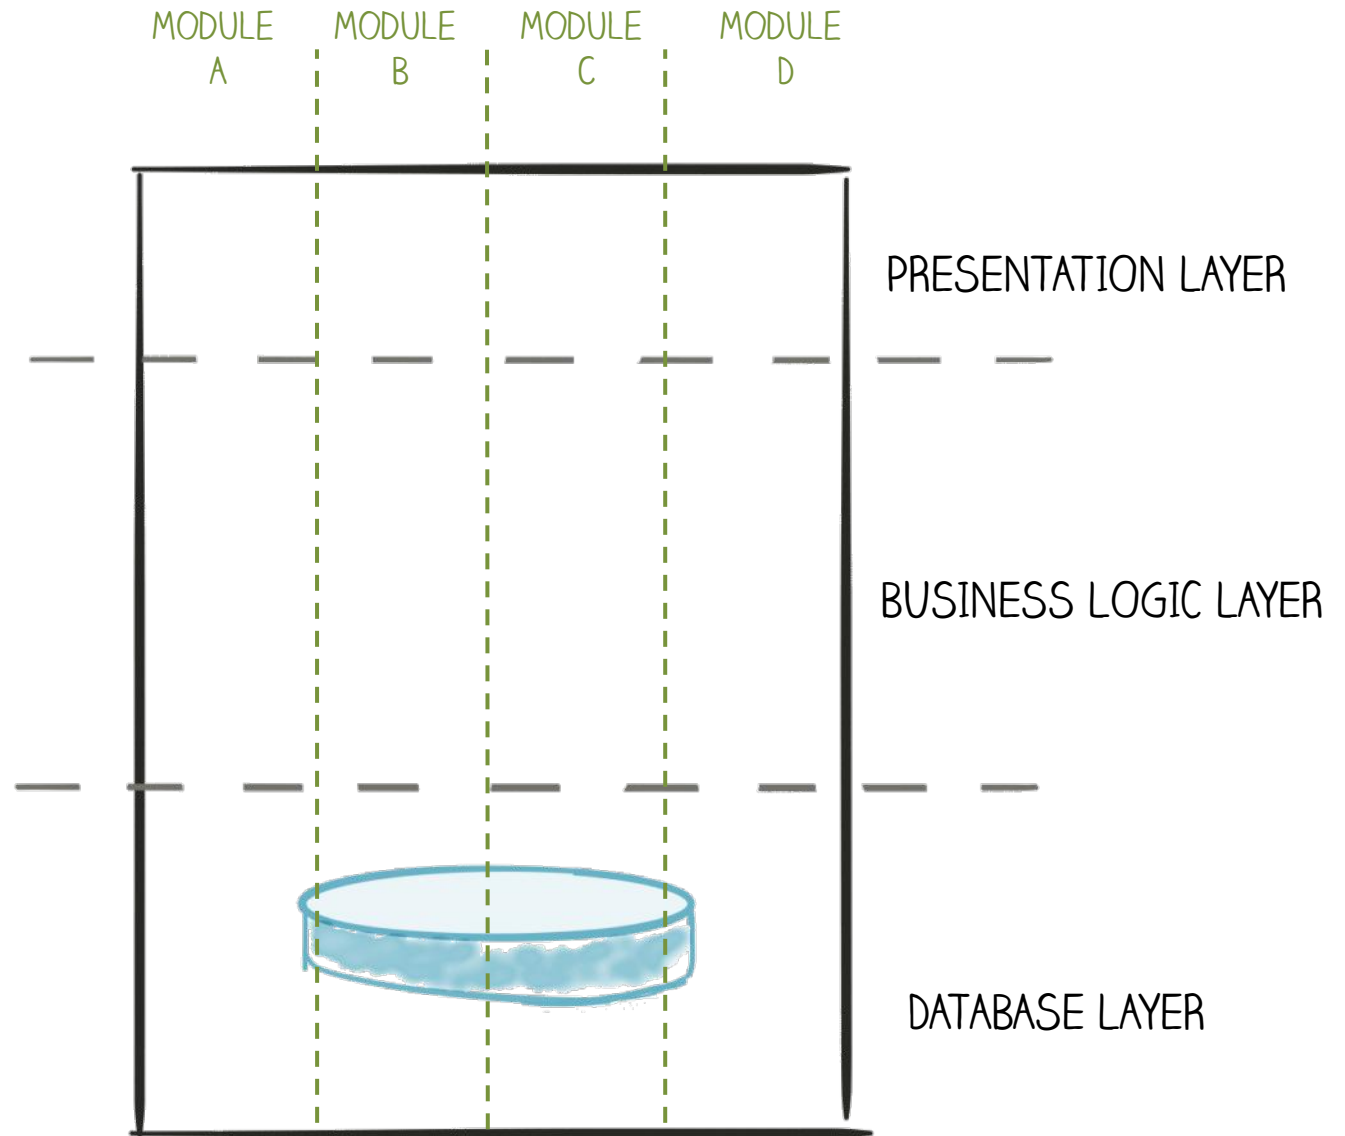 MODULE
A
MODULE
B
MODULE
C
MODULE
D
PRESENTATION LAYER
BUSINESS LOGIC LAYER
DATABASE LAYER